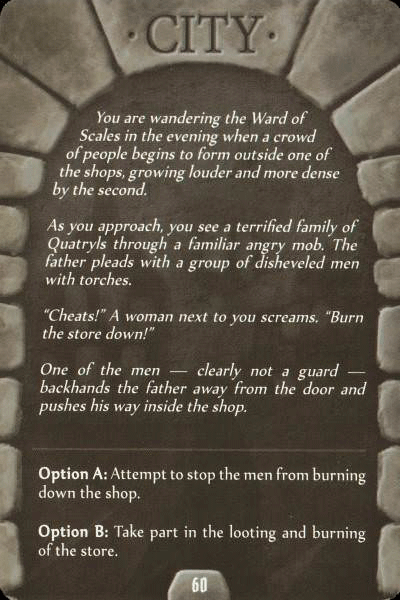 · CITY ·
You are wandering the Ward of
Scales in the evening when a crowd
of people begins to form outside one of
the shops, growing louder and more dense
by the second.
As you approach, you see a terrified family of
Quatryls through a familiar angry mob. The
father pleads with a group of disheveled men
with torches.
“Cheats!” A woman next to you screams. “Burn
the store down!”
One of the men — clearly not a guard —
backhands the father away from the door and
pushes his way inside the shop.
Option A: Attempt to stop the men from burning
down the shop.
Option B: Take part in the looting and burning
of the store.
60